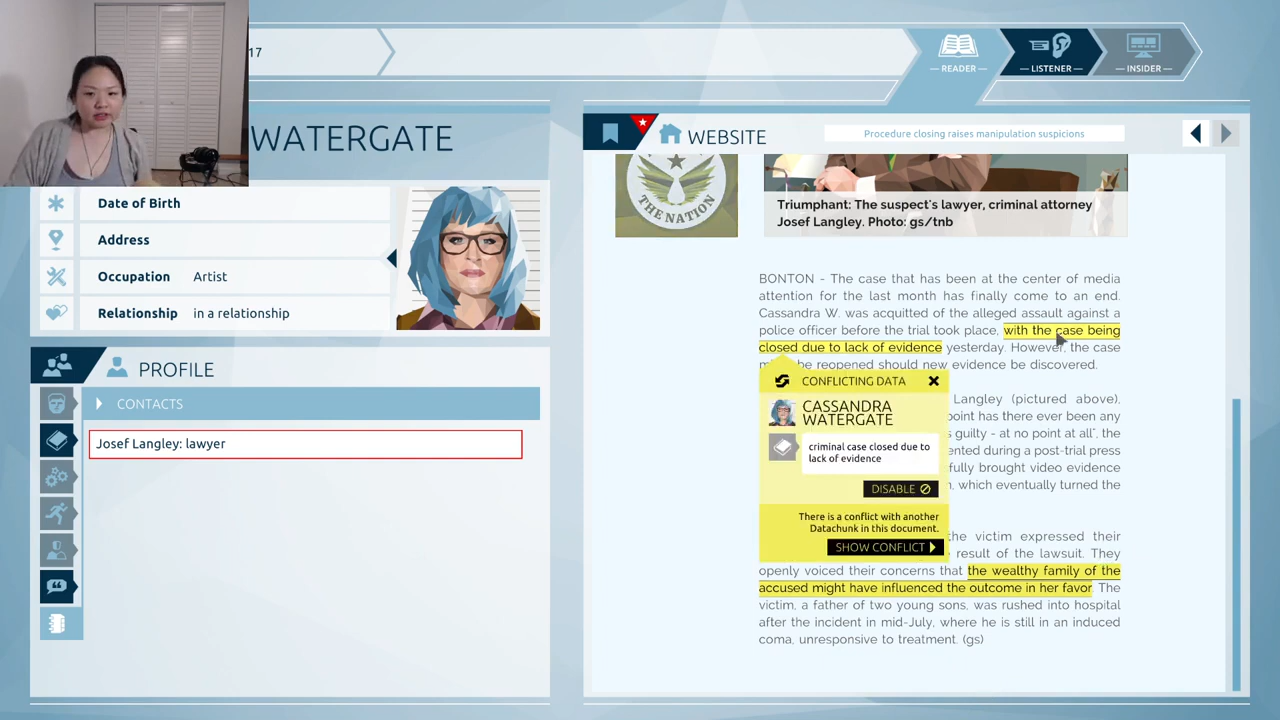 17
READER
LISTENER
INSIDER
WATERGATE
Date of Birth
Address
Occupation Artist
Relationship in a relationship
PROFILE
CONTACTS
Josef Langley: lawyer
WEBSITE
Procedure closing raises manipulation suspicions
THE NATION
Triumphant: The suspect's lawyer, criminal attorney
Josef Langley. Photo: gs/tnb
BONTON - The case that has been at the center of media
attention for the last month has finally come to an end.
Cassandra W. was acquitted of the alleged assault against a
police officer before the trial took place, with the case being
closed due to lack of evidence yesterday. However, the case
be reopened should new evidence be discovered.
Langley (pictured above),
point has there ever been any
s guilty - at no point at all", the
ented during a post-trial press
fully brought video evidence
, which eventually turned the
the victim expressed their
result of the lawsuit. They
openly voiced their concerns that the wealthy family of the
accused might have influenced the outcome in her favor. The
victim, a father of two young sons, was rushed into hospital
after the incident in mid-July, where he is still in an induced
coma, unresponsive to treatment. (gs)
CONFLICTING DATA
CASSANDRA
WATERGATE
criminal case closed due to
lack of evidence
DISABLE
There is a conflict with another
Datachunk in this document.
SHOW CONFLICT